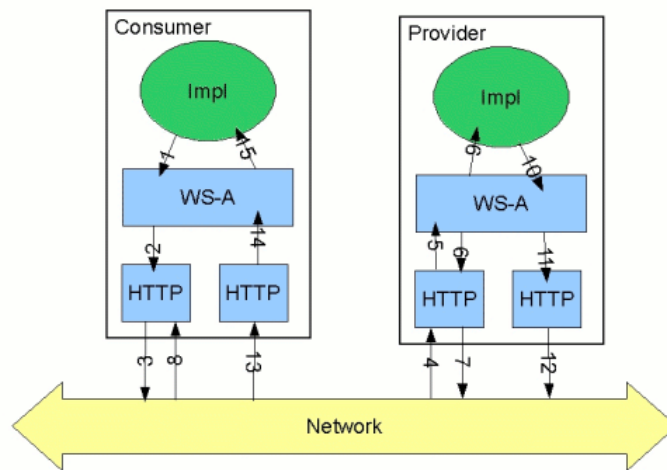 Consumer
Provider
Impl
Impl
1
15
9
10
WS-A
WS-A
2
14
5
6
11
HTTP
HTTP
HTTP
HTTP
3
8
13
4
7
12
Network